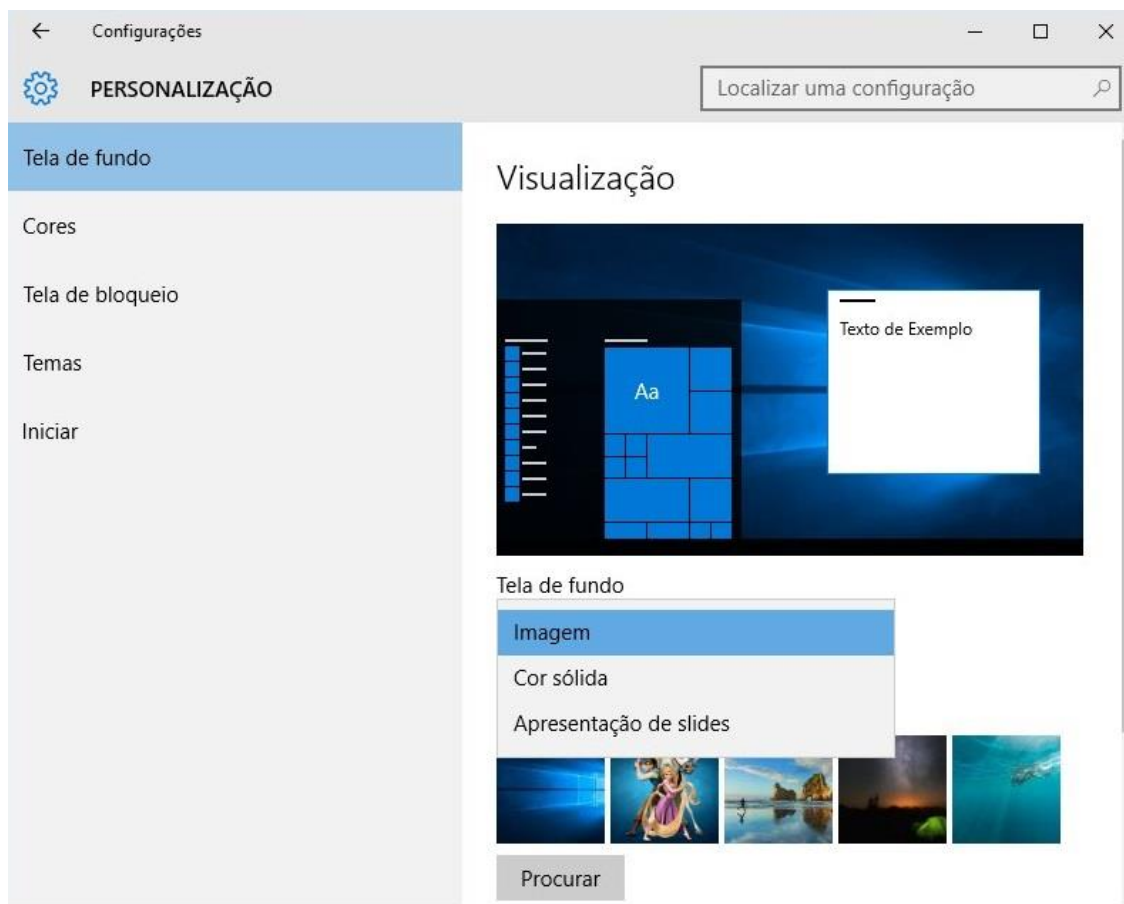 Configurações
PERSONALIZAÇÃO
Localizar uma configuração
Tela de fundo
Cores
Tela de bloqueio
Temas
Iniciar
Visualização
Aa
Texto de Exemplo
Tela de fundo
Imagem
Cor sólida
Apresentação de slides
Procurar